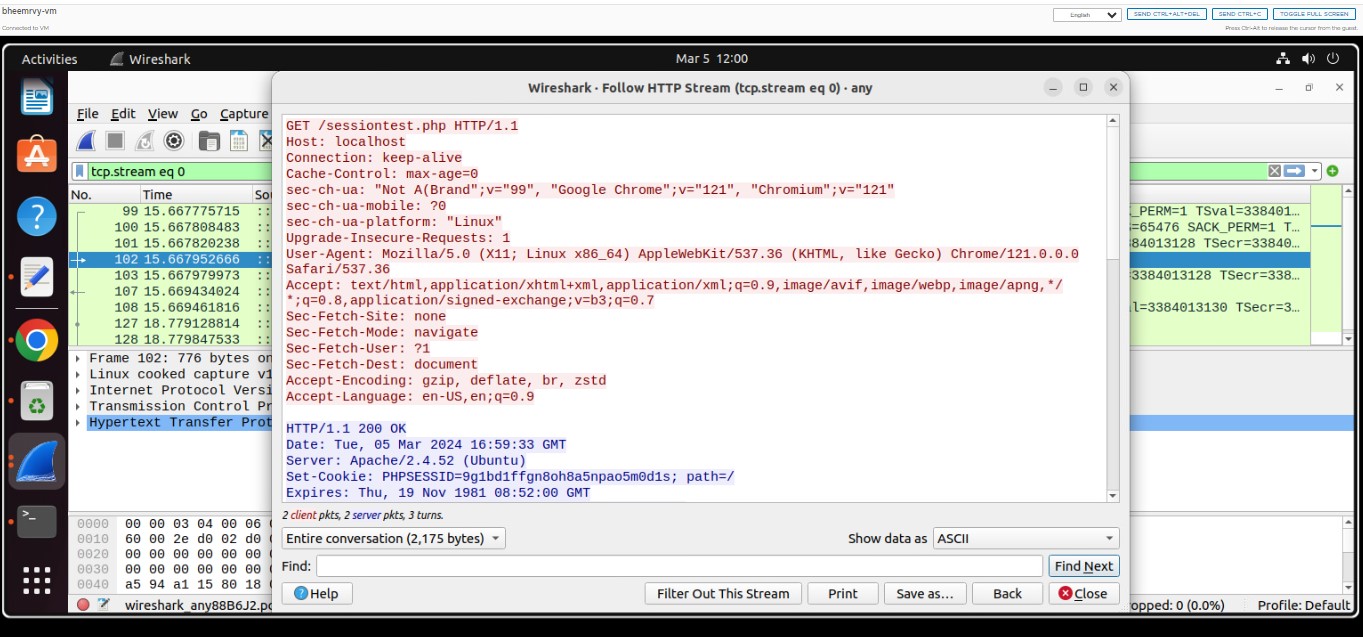 bheemrvy-vm
Connected to VM
English
SEND CTRL+ALT+DEL
SEND CTRL+C
TOGGLE FULL SCREEN
Press Ctrl+Alt to release the cursor from the guest.
Activities
Wireshark
Mar 5 12:00
Wireshark · Follow HTTP Stream (tcp.stream eq 0) · any
File Edit View Go Capture
tcp.stream eq 0
No. Time So
99 15.667775715 ::
100 15.667808483 ::
101 15.667820238 ::
102 15.667952666 ::
103 15.667979973 ::
107 15.669434024 ::
108 15.669461816 ::
127 18.779128814 ::
128 18.779847533 ::
_PERM=1 TSval=338401…
=65476 SACK_PERM=1 T…
84013128 TSecr=33840…
3384013128 TSecr=338…
l=3384013130 TSecr=3…
Frame 102: 776 bytes on
Linux cooked capture v1
Internet Protocol Versi
Transmission Control Pr
Hypertext Transfer Prot
0000 00 00 03 04 00 06
0010 60 00 2e d0 02 d0
0020 00 00 00 00 00 00
0030 00 00 00 00 00 00
0040 a5 94 a1 15 80 18
GET /sessiontest.php HTTP/1.1
Host: localhost
Connection: keep-alive
Cache-Control: max-age=0
sec-ch-ua: "Not A(Brand";v="99", "Google Chrome";v="121", "Chromium";v="121"
sec-ch-ua-mobile: ?0
sec-ch-ua-platform: "Linux"
Upgrade-Insecure-Requests: 1
User-Agent: Mozilla/5.0 (X11; Linux x86_64) AppleWebKit/537.36 (KHTML, like Gecko) Chrome/121.0.0.0
Safari/537.36
Accept: text/html,application/xhtml+xml,application/xml;q=0.9,image/avif,image/webp,image/apng,*/
*;q=0.8,application/signed-exchange;v=b3;q=0.7
Sec-Fetch-Site: none
Sec-Fetch-Mode: navigate
Sec-Fetch-User: ?1
Sec-Fetch-Dest: document
Accept-Encoding: gzip, deflate, br, zstd
Accept-Language: en-US,en;q=0.9
HTTP/1.1 200 OK
Date: Tue, 05 Mar 2024 16:59:33 GMT
Server: Apache/2.4.52 (Ubuntu)
Set-Cookie: PHPSESSID=9g1bd1ffgn8oh8a5npao5m0d1s; path=/
Expires: Thu, 19 Nov 1981 08:52:00 GMT
2 client pkts, 2 server pkts, 3 turns.
Entire conversation (2,175 bytes)
Show data as ASCII
Find:
Find Next
Help
Filter Out This Stream
Print
Save as…
Back
Close
wireshark_any88B6J2.pc
opped: 0 (0.0%)
Profile: Default